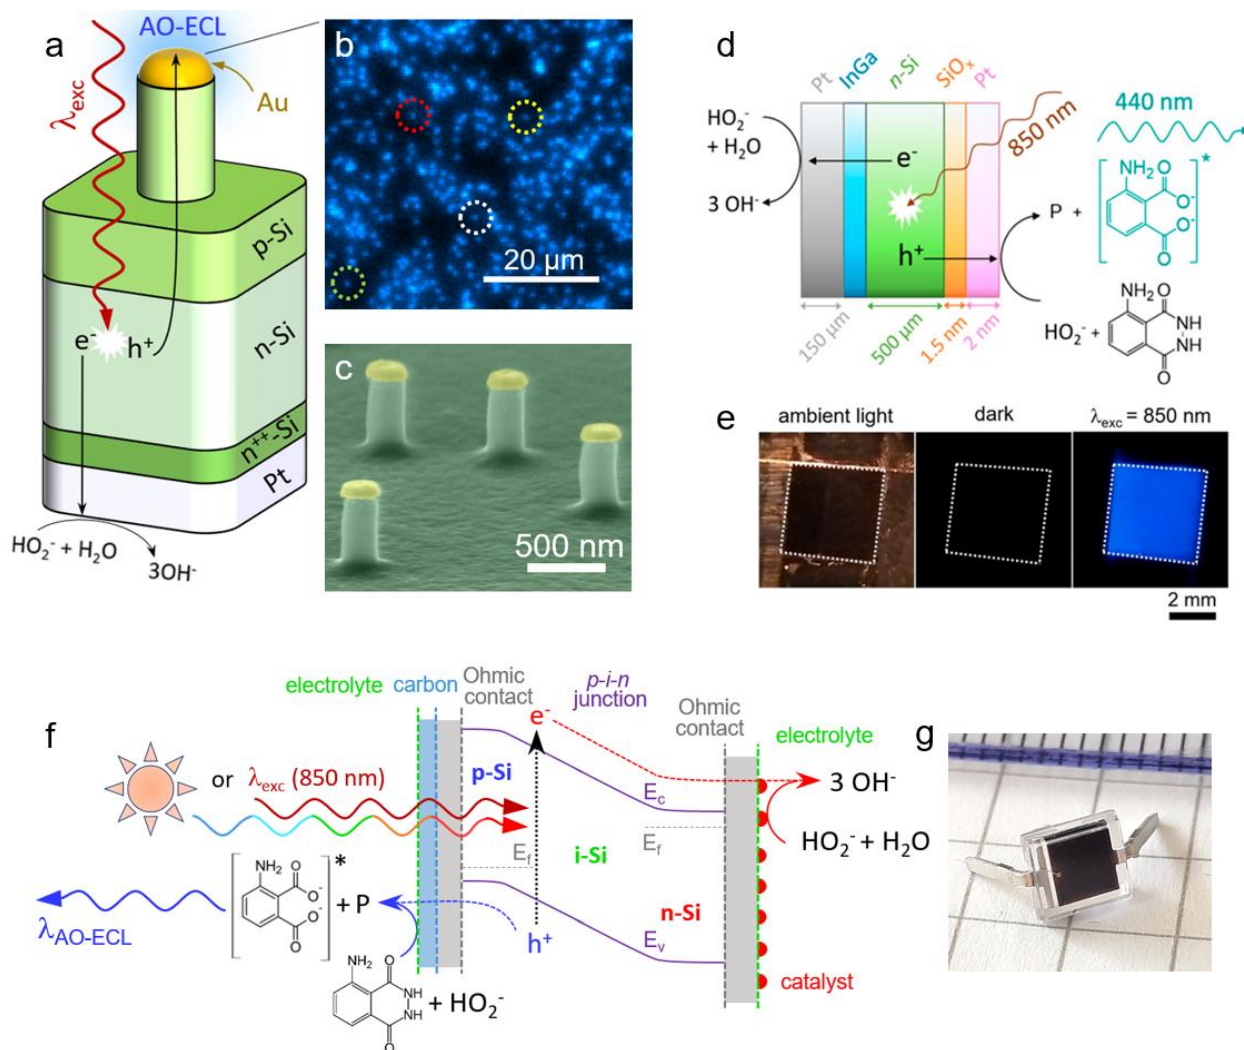 a
AO-ECL
λexc
Au
p-Si
n-Si
e-
h+
n++-Si
Pt
HO2- + H2O
3OH-
b
20 μm
c
500 nm
d
Pt
InGa
n-Si
SiOx
Pt
HO2-
+ H2O
3 OH-
e-
h+
850 nm
440 nm
P +
NH2
O
O-
O-
O
*
HO2- +
NH2
O
NH
NH
O
150 μm
500 μm
1.5 nm
2 nm
e
ambient light
dark
λexc = 850 nm
2 mm
f
electrolyte
carbon
Ohmic
contact
p-i-n
junction
Ohmic
contact
electrolyte
or λexc (850 nm)
p-Si
e-
Ec
Ef
i-Si
Ef
3 OH-
HO2- + H2O
λAO-ECL
NH2
O
O-
O-
O
*
+ P
h+
n-Si
Ev
NH2
O
NH
NH
O
+ HO2-
catalyst
g